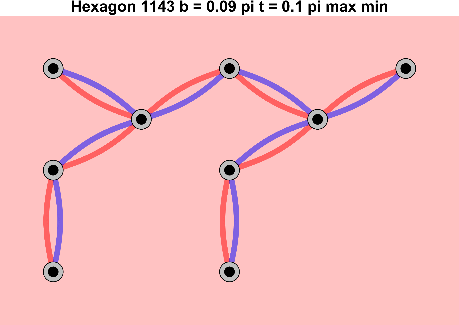 Hexagon 1143 b = 0.09 pi t = 0.1 pi max min